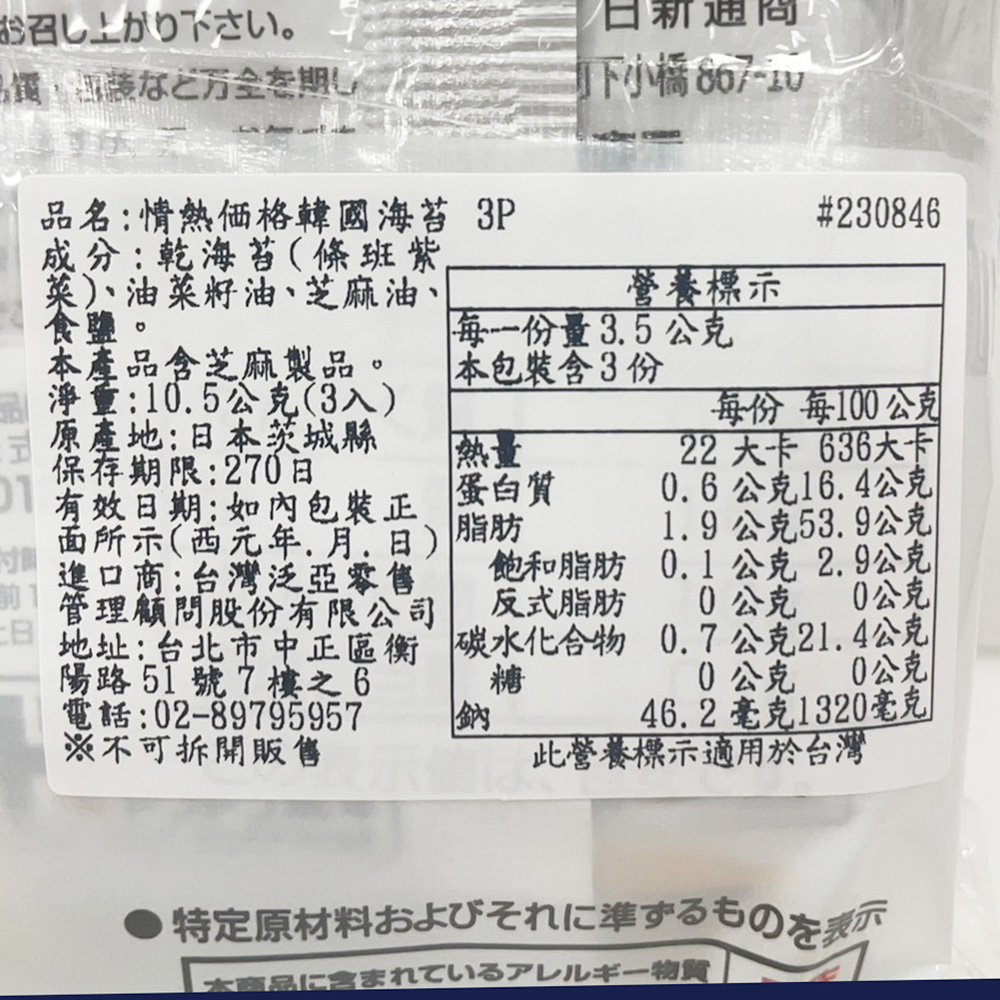 お召し上がり下さい。
日新通商
品質・包装など万全を期し
下小橋867-10
品名:情熱価格韓國海苔 3P
#230846
成分:乾海苔(條斑紫
菜)、油菜籽油、芝麻油、
食鹽。
本產品含芝麻製品。
淨重:10.5公克(3入)
原產地:日本茨城縣
保存期限:270日
有效日期:如內包裝正
面所示(西元年.月.日)
進口商:台灣泛亞零售
管理顧問股份有限公司
地址:台北市中正區衡
陽路51號7樓之6
電話:02-89795957
※不可拆開販售
營養標示
每一份量3.5公克
本包裝含3份
每份 每100公克
熱量 22 大卡 636大卡
蛋白質 0.6 公克16.4公克
脂肪 1.9 公克53.9公克
飽和脂肪 0.1 公克 2.9公克
反式脂肪 0 公克 0公克
碳水化合物 0.7 公克21.4公克
糖 0 公克 0公克
鈉 46.2 毫克1320毫克
此營養標示適用於台灣
●特定原材料およびそれに準ずるものを表示
本商品に含まれているアレルギー物質